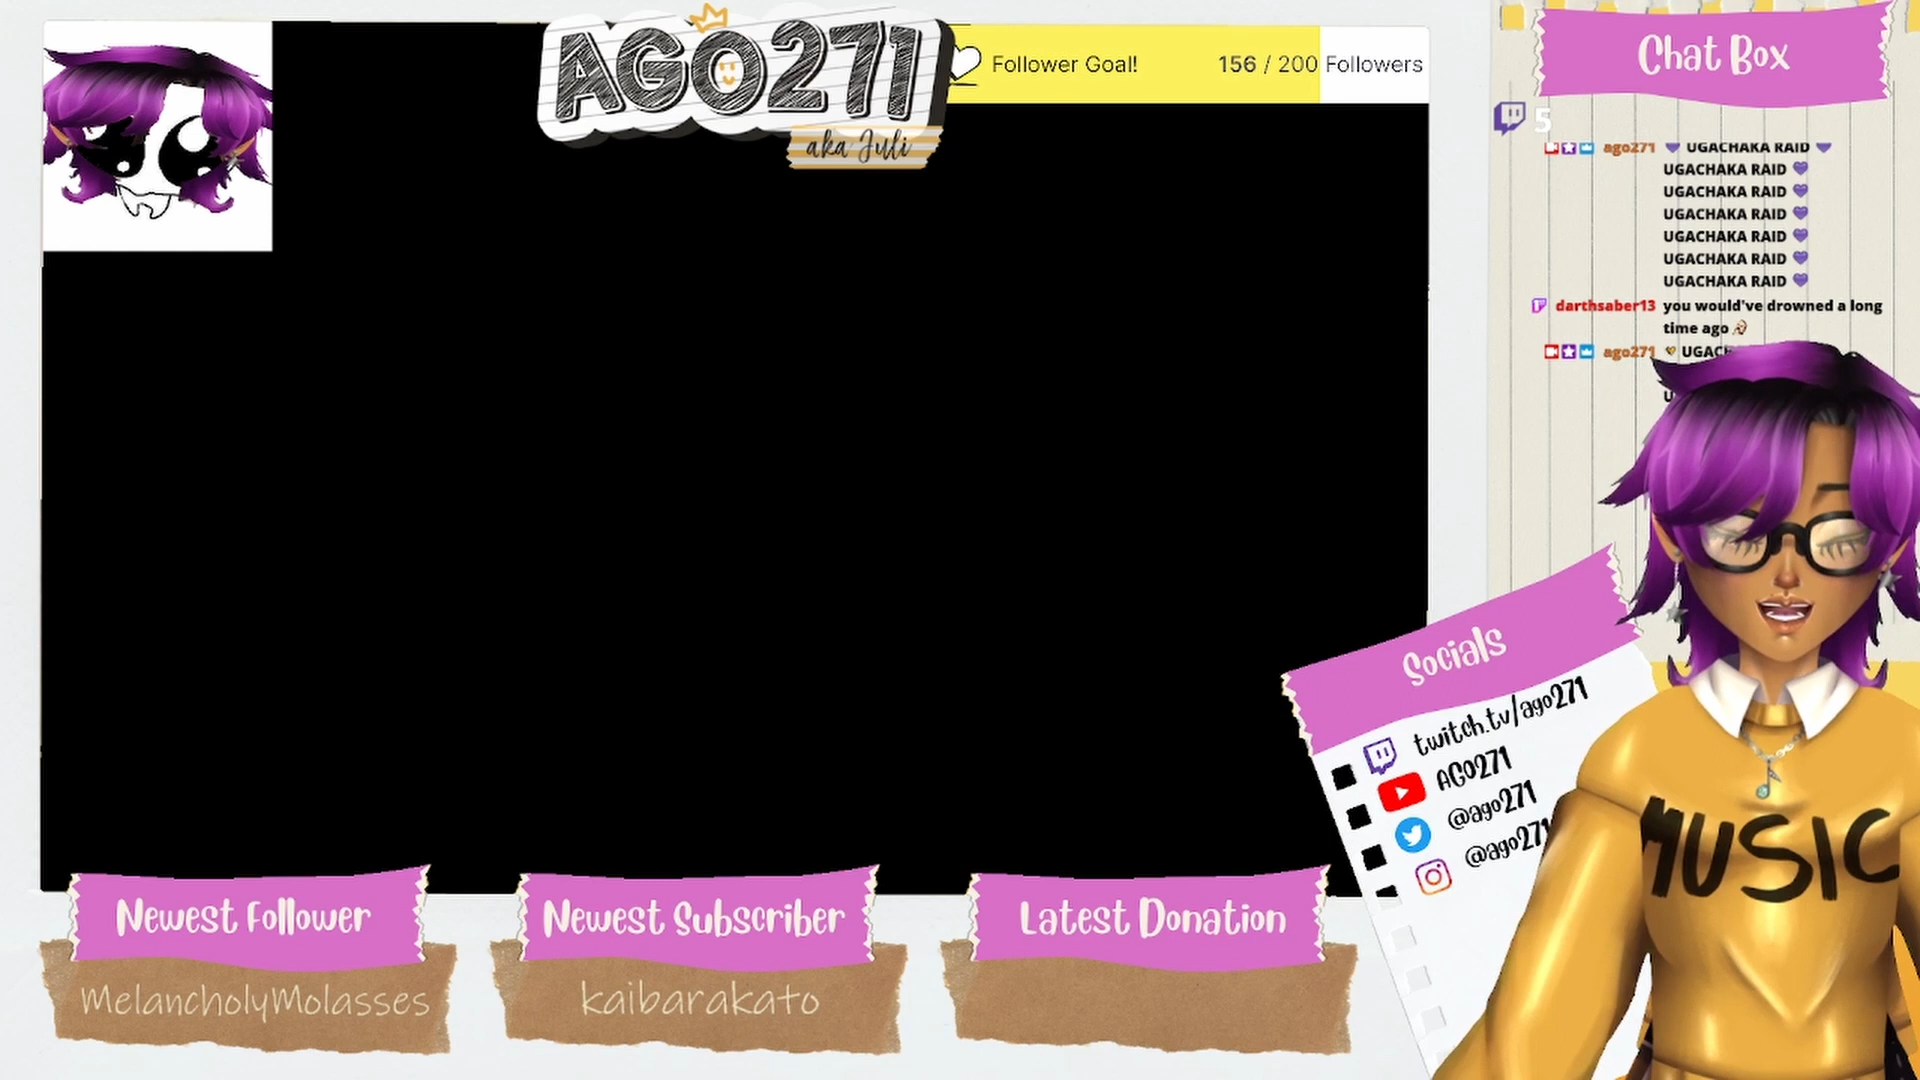 AGO271
aka Juli
Follower Goal!
156 / 200 Followers
Chat Box
5
ago271 💜 UGACHAKA RAID 💜
UGACHAKA RAID 💜
UGACHAKA RAID 💜
UGACHAKA RAID 💜
UGACHAKA RAID 💜
UGACHAKA RAID 💜
UGACHAKA RAID 💜
darthsaber13 you would've drowned a long
time ago
ago271
Socials
twitch.tv/ago271
AGO271
@ago271
@ago271
MUSIC
Newest Follower
MelancholyMolasses
Newest Subscriber
kaibarakato
Latest Donation